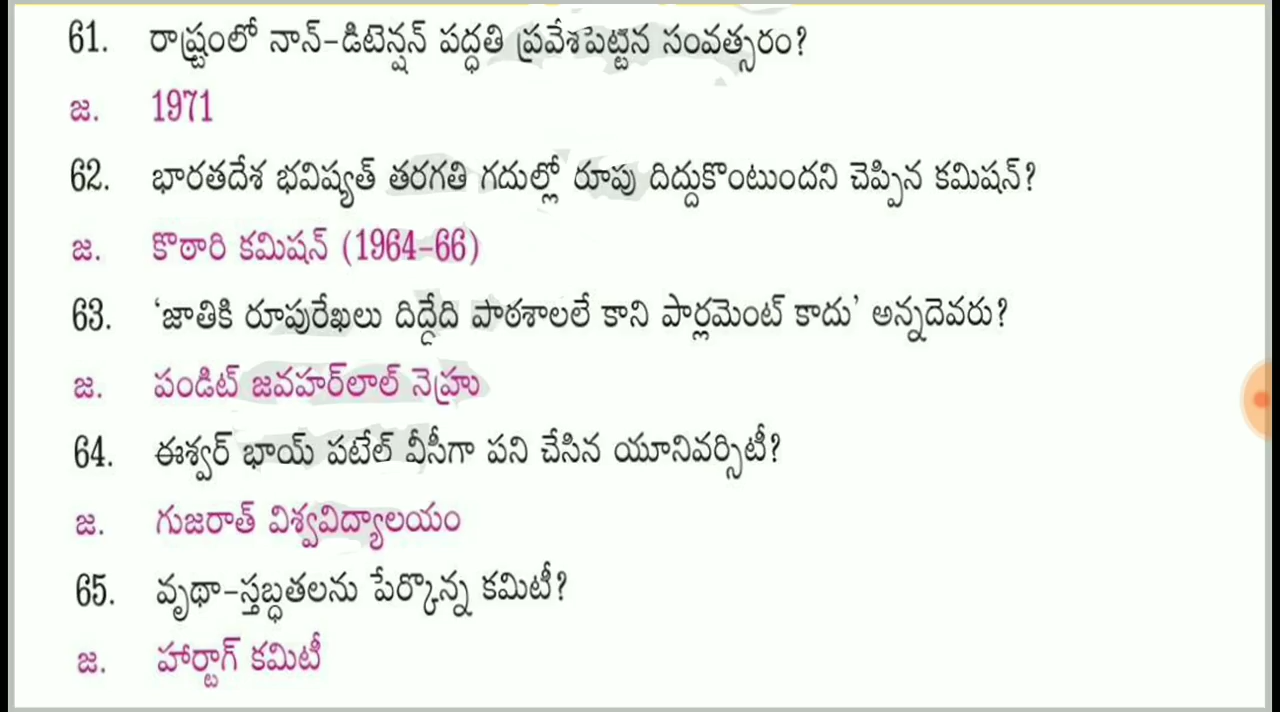 61. రాష్ట్రంలో నాన్-డిటెన్షన్ పద్ధతి ప్రవేశపెట్టిన సంవత్సరం?
జ. 1971
62. భారతదేశ భవిష్యత్ తరగతి గదుల్లో రూపు దిద్దుకొంటుందని చెప్పిన కమిషన్?
జ. కొఠారి కమిషన్ (1964-66)
63. 'జాతికి రూపురేఖలు దిద్దేది పాఠశాలలే కాని పార్లమెంట్ కాదు' అన్నదెవరు?
జ. పండిట్ జవహర్‌లాల్ నెహ్రు
64. ఈశ్వర్ భాయ్ పటేల్ వీసీగా పని చేసిన యూనివర్సిటీ?
జ. గుజరాత్ విశ్వవిద్యాలయం
65. వృథా-స్తబ్ధతలను పేర్కొన్న కమిటీ?
జ. హార్టాగ్ కమిటీ